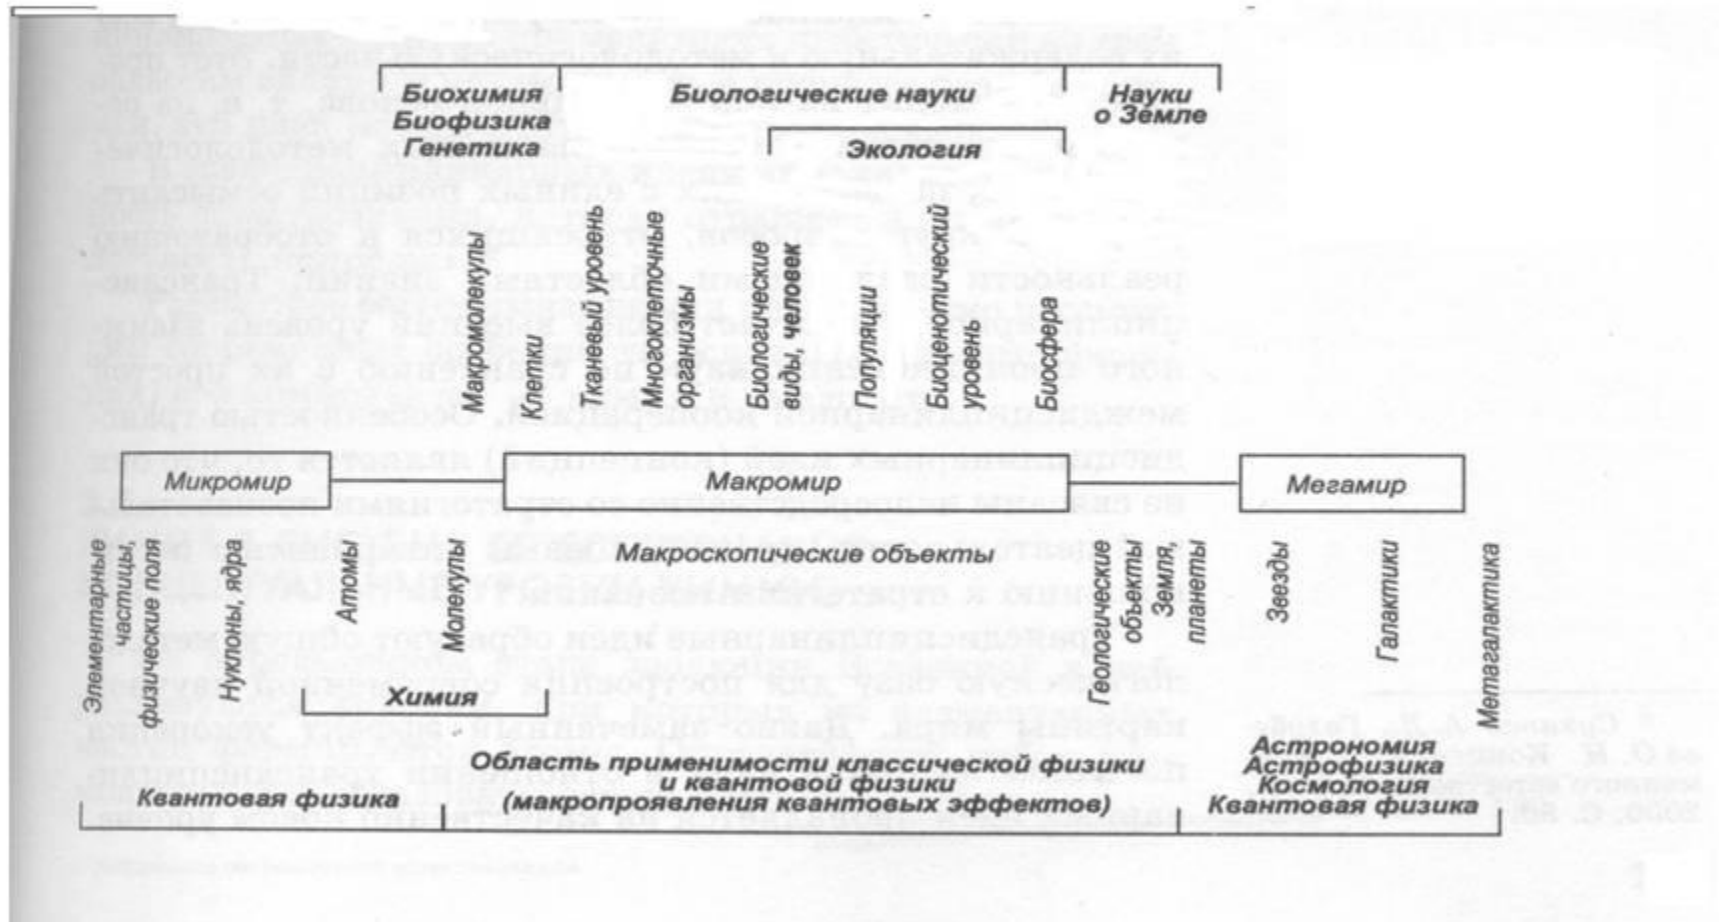 Биохимия
Биофизика
Генетика
Биологические науки
Науки
о Земле
Экология
Макромолекулы
Клетки
Тканевый уровень
Многоклеточные
организмы
Биологические
виды, человек
Популяции
Биоценотический
уровень
Биосфера
Микромир
Макромир
Мегамир
Элементарные
частицы,
физические поля
Нуклоны, ядра
Атомы
Молекулы
Макроскопические объекты
Геологические
объекты
Земля,
планеты
Звезды
Галактики
Метагалактика
Химия
Квантовая физика
Область применимости классической физики
и квантовой физики
(макропроявления квантовых эффектов)
Астрономия
Астрофизика
Космология
Квантовая физика